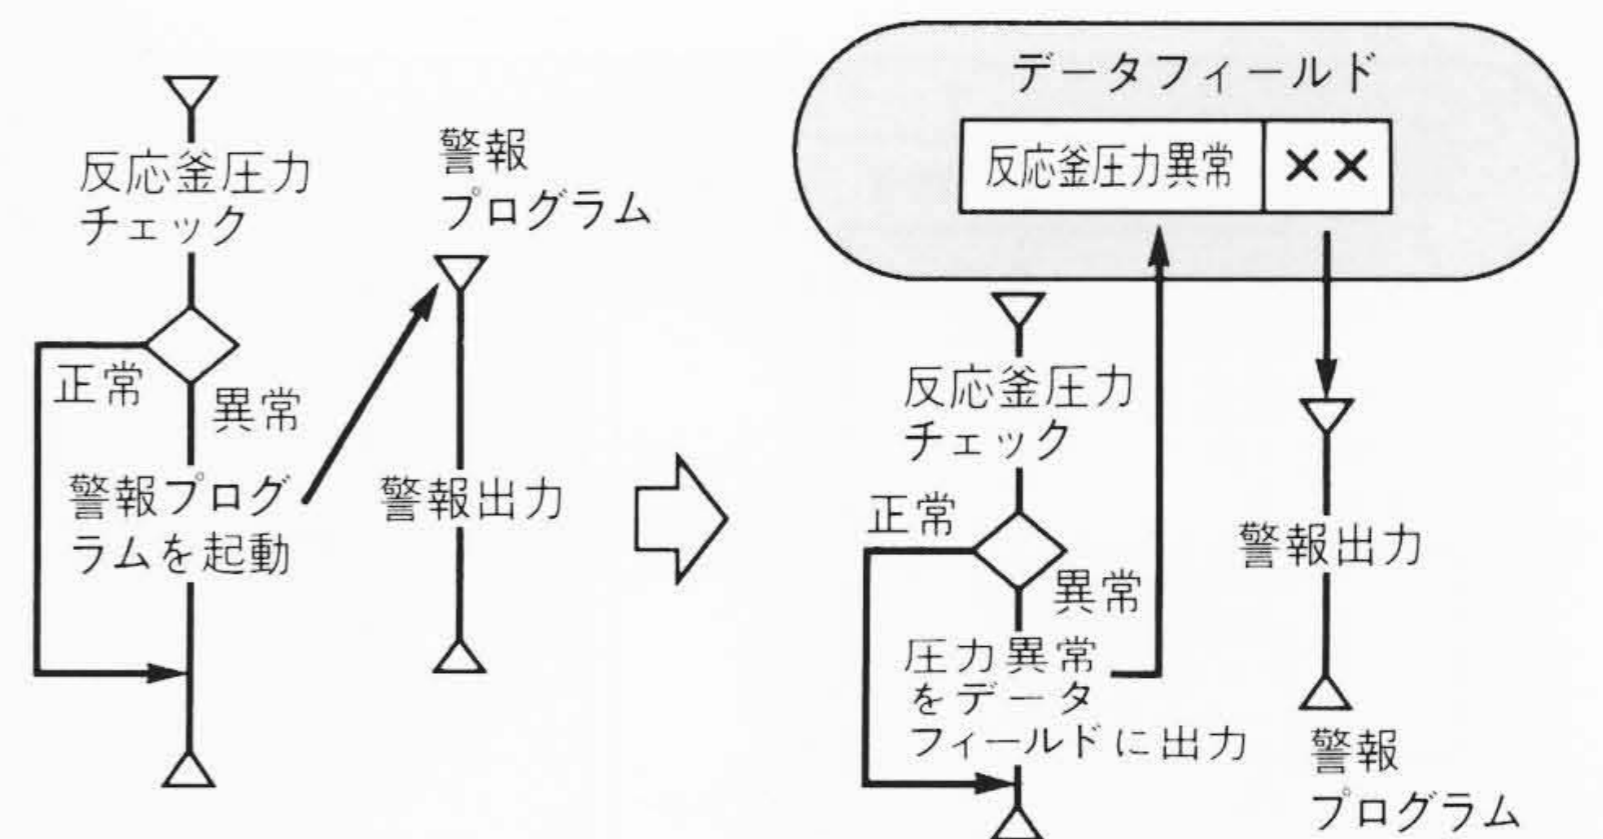 反応釜圧力
チェック
正常
異常
警報プログ
ラムを起動
警報
プログラム
警報出力
データフィールド
反応釜圧力異常
××
反応釜圧力
チェック
正常
異常
圧力異常
をデータ
フィールドに出力
警報出力
警報
プログラム